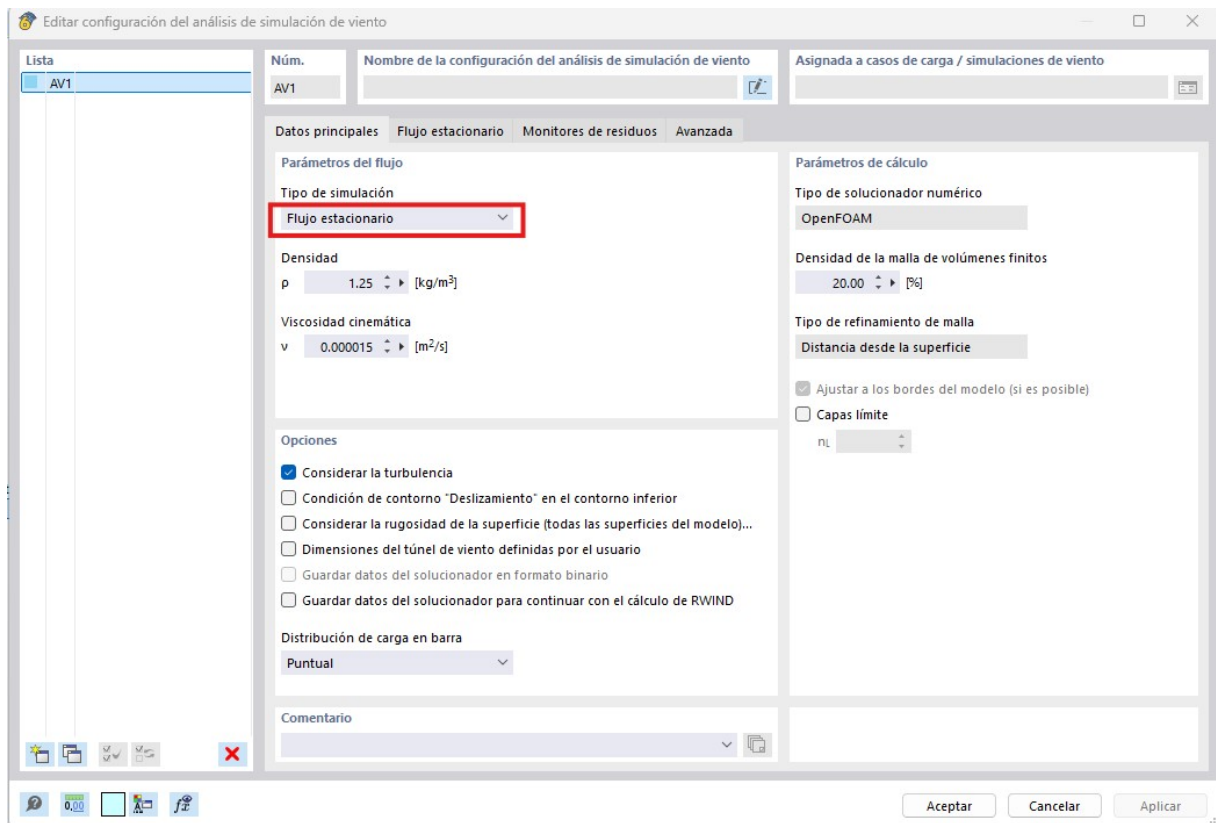 Editar configuración del análisis de simulación de viento
Lista
AV1
Núm.
AV1
Nombre de la configuración del análisis de simulación de viento
Asignada a casos de carga / simulaciones de viento
Datos principales
Flujo estacionario
Monitores de residuos
Avanzada
Parámetros del flujo
Tipo de simulación
Flujo estacionario
Densidad
ρ 1.25 [kg/m³]
Viscosidad cinemática
ν 0.000015 [m²/s]
Opciones
Considerar la turbulencia
Condición de contorno "Deslizamiento" en el contorno inferior
Considerar la rugosidad de la superficie (todas las superficies del modelo)...
Dimensiones del túnel de viento definidas por el usuario
Guardar datos del solucionador en formato binario
Guardar datos del solucionador para continuar con el cálculo de RWIND
Distribución de carga en barra
Puntual
Comentario
Parámetros de cálculo
Tipo de solucionador numérico
OpenFOAM
Densidad de la malla de volúmenes finitos
20.00 [%]
Tipo de refinamiento de malla
Distancia desde la superficie
Ajustar a los bordes del modelo (si es posible)
Capas límite
nL
0,00
Aceptar
Cancelar
Aplicar